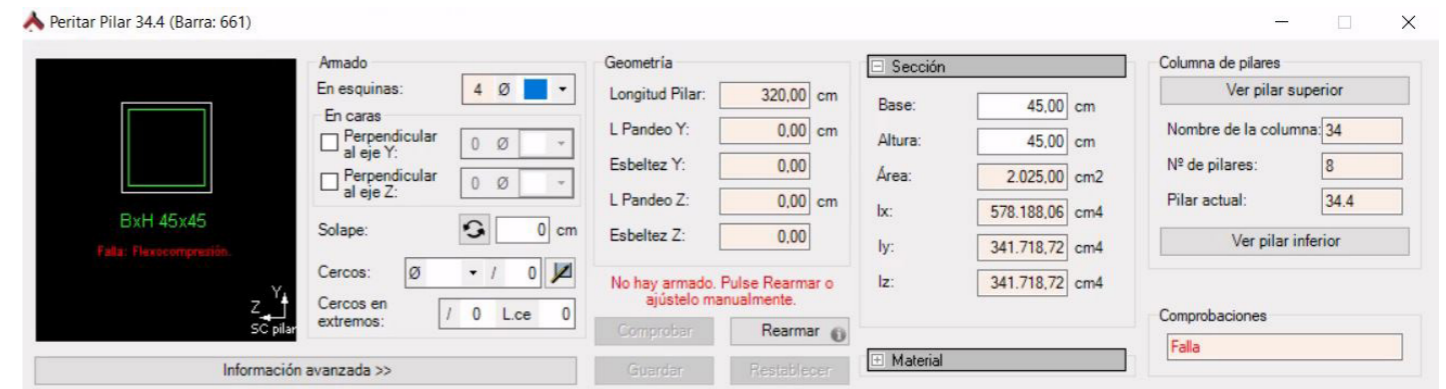 Peritar Pilar 34.4 (Barra: 661)
BxH 45x45
Falla: Flexocompresión.
Y
Z
SC pilar
Información avanzada >>
Armado
En esquinas: 4 Ø
En caras
Perpendicular
al eje Y: 0 Ø
Perpendicular
al eje Z: 0 Ø
Solape: 0 cm
Cercos: Ø / 0
Cercos en
extremos: / 0 L.ce 0
Geometría
Longitud Pilar: 320,00 cm
L Pandeo Y: 0,00 cm
Esbeltez Y: 0,00
L Pandeo Z: 0,00 cm
Esbeltez Z: 0,00
No hay armado. Pulse Rearmar o
ajústelo manualmente.
Comprobar Rearmar
Guardar Restablecer
Sección
Base: 45,00 cm
Altura: 45,00 cm
Área: 2.025,00 cm2
Ix: 578.188,06 cm4
Iy: 341.718,72 cm4
Iz: 341.718,72 cm4
Material
Columna de pilares
Ver pilar superior
Nombre de la columna: 34
Nº de pilares: 8
Pilar actual: 34.4
Ver pilar inferior
Comprobaciones
Falla